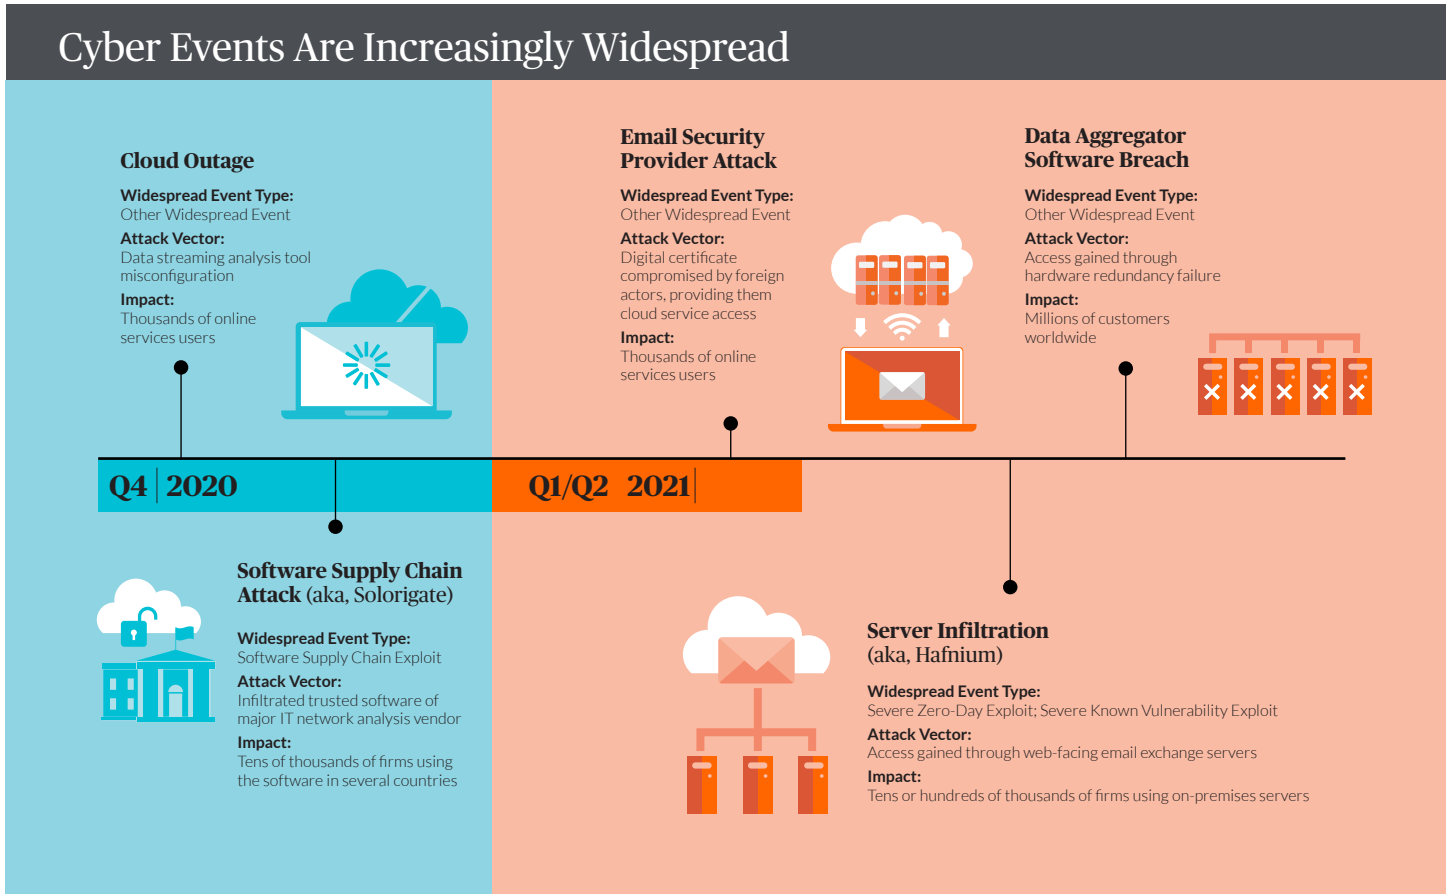 Cyber Events Are Increasingly Widespread
Cloud Outage
Widespread Event Type:
Other Widespread Event
Attack Vector:
Data streaming analysis tool
misconfiguration
Impact:
Thousands of online
services users
Email Security
Provider Attack
Widespread Event Type:
Other Widespread Event
Attack Vector:
Digital certificate
compromised by foreign
actors, providing them
cloud service access
Impact:
Thousands of online
services users
Data Aggregator
Software Breach
Widespread Event Type:
Other Widespread Event
Attack Vector:
Access gained through
hardware redundancy failure
Impact:
Millions of customers
worldwide
Q4 | 2020
Q1/Q2 2021|
Software Supply Chain
Attack (aka, Solorigate)
Widespread Event Type:
Software Supply Chain Exploit
Attack Vector:
Infiltrated trusted software of
major IT network analysis vendor
Impact:
Tens of thousands of firms using
the software in several countries
Server Infiltration
(aka, Hafnium)
Widespread Event Type:
Severe Zero-Day Exploit; Severe Known Vulnerability Exploit
Attack Vector:
Access gained through web-facing email exchange servers
Impact:
Tens or hundreds of thousands of firms using on-premises servers